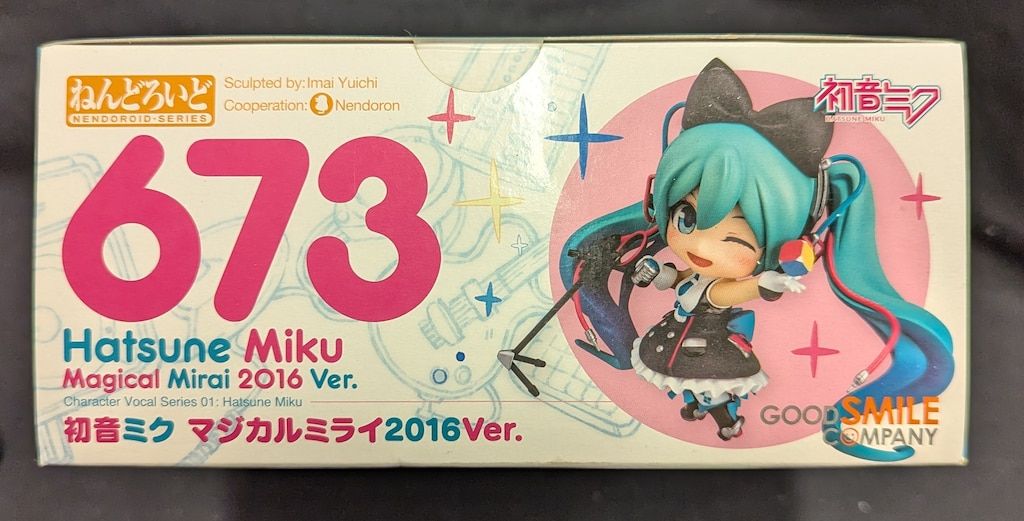 ねんどろいど
NENDOROID-SERIES
Sculpted by: Imai Yuichi
Cooperation: Nendoron
673
Hatsune Miku
Magical Mirai 2016 Ver.
Character Vocal Series 01: Hatsune Miku
初音ミク マジカルミライ2016Ver.
初音ミク
HATSUNE MIKU
GOOD SMILE
COMPANY